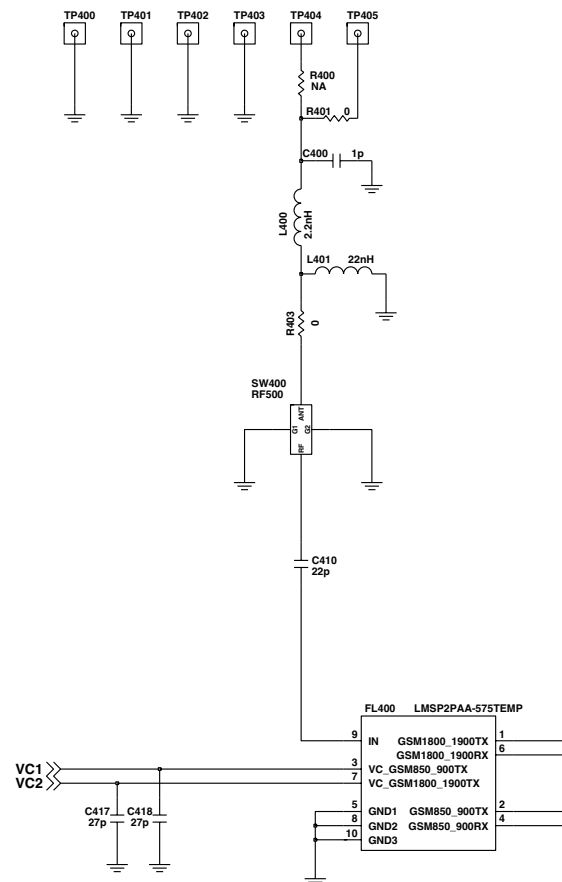 TP400 TP401 TP402 TP403 TP404 TP405
R400
NA
R401 0
C400 1p
L400
2.2nH
L401 22nH
R403
0
SW400
RF500
ANT
G1 G2
RF
C410
22p
FL400 LMSP2PAA-575TEMP
9 IN GSM1800_1900TX 1
GSM1800_1900RX 6
VC1 3 VC_GSM850_900TX
VC2 7 VC_GSM1800_1900TX
5 GND1 GSM850_900TX 2
8 GND2 GSM850_900RX 4
10 GND3
C417 C418
27p 27p